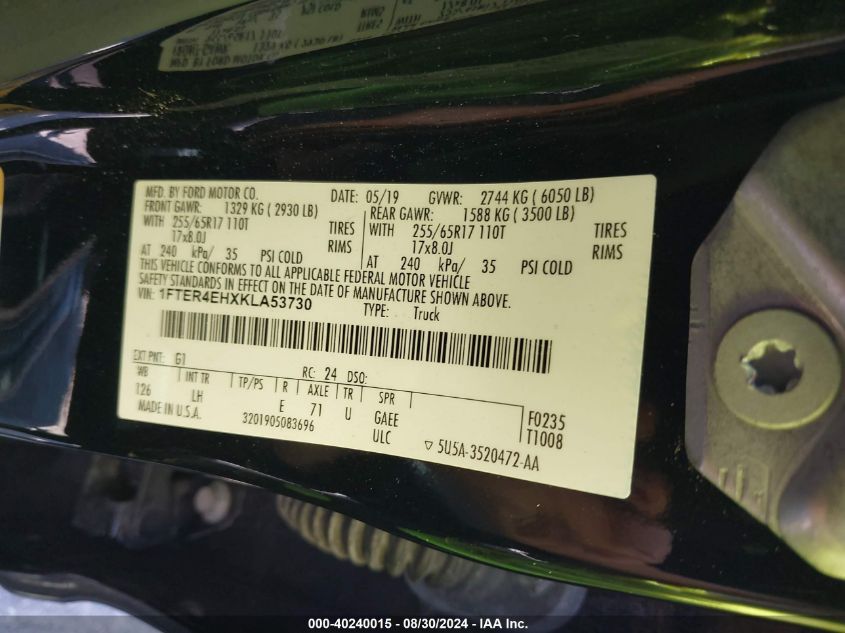 MFD. BY FORD MOTOR CO.
DATE: 05/19 GVWR: 2744 KG ( 6050 LB)
FRONT GAWR: 1329 KG ( 2930 LB)
REAR GAWR: 1588 KG ( 3500 LB)
WITH 255/65R17 110T TIRES
WITH 255/65R17 110T TIRES
17x8.0J RIMS
17x8.0J RIMS
AT 240 kPa/ 35 PSI COLD
AT 240 kPa/ 35 PSI COLD
THIS VEHICLE CONFORMS TO ALL APPLICABLE FEDERAL MOTOR VEHICLE
SAFETY STANDARDS IN EFFECT ON THE DATE OF MANUFACTURE SHOWN ABOVE.
VIN: 1FTER4EHXKLA53730
TYPE: Truck
EXT PNT: G1 RC: 24 DSO:
WB INT TR TP/PS R AXLE TR SPR
126 LH E 71 U GAEE F0235
MADE IN U.S.A. 3201905083696 ULC T1008
▽ 5U5A-3520472-AA
000-40240015 - 08/30/2024 - IAA Inc.